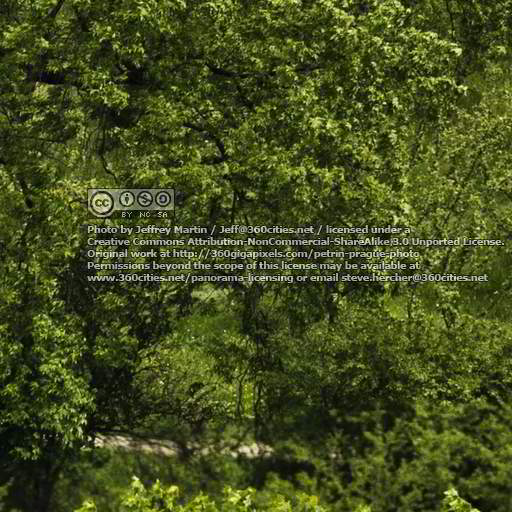 cc BY NC SA
Photo by Jeffrey Martin / Jeff@360cities.net / licensed under a
Creative Commons Attribution-NonCommercial-ShareAlike 3.0 Unported License.
Original work at http://360gigapixels.com/petrin-prague-photo
Permissions beyond the scope of this license may be available at
www.360cities.net/panorama-licensing or email steve.hercher@360cities.net